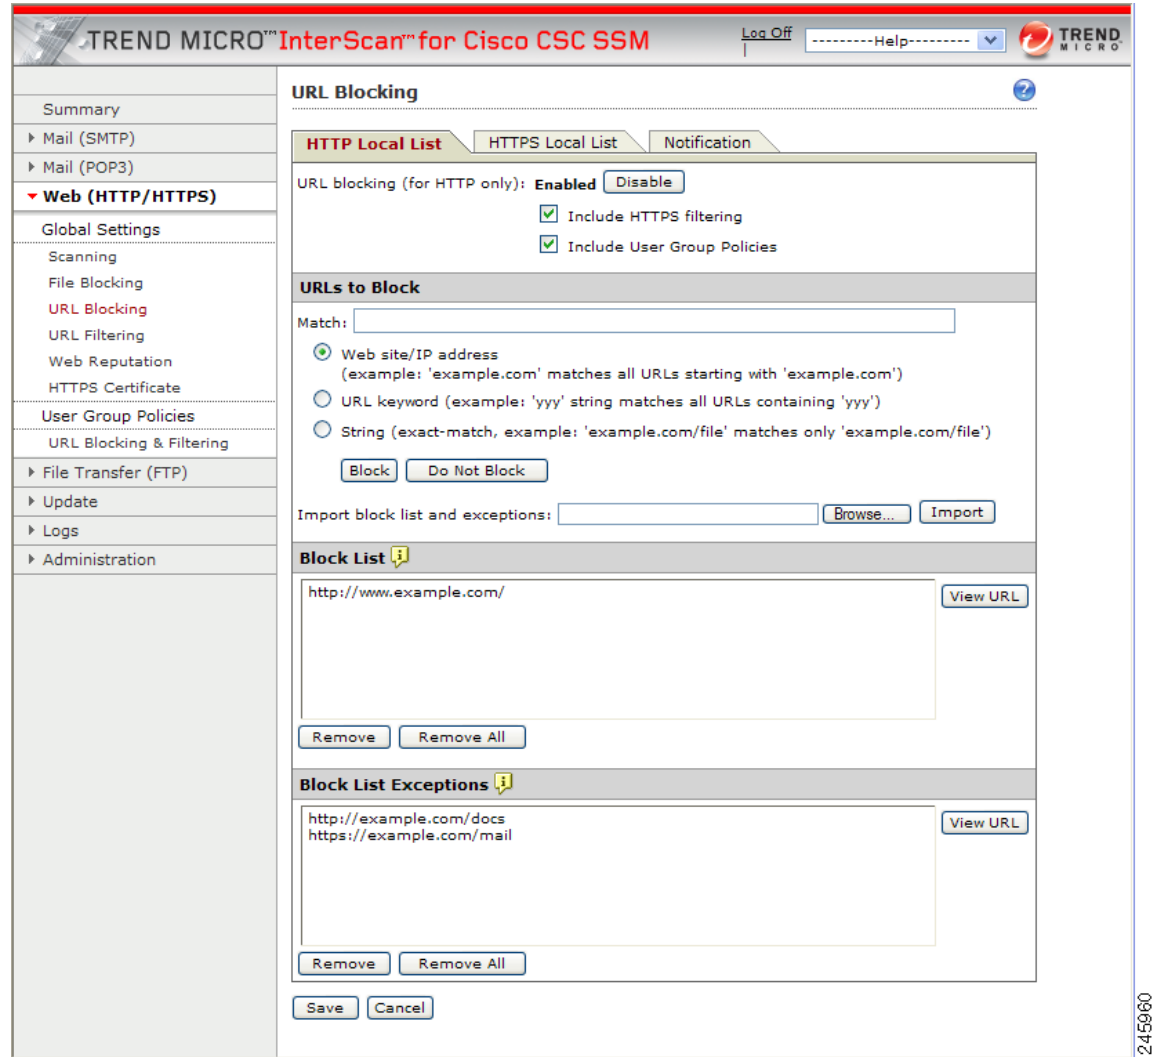 TREND MICRO™ InterScan™ for Cisco CSC SSM
Log Off
|
---------Help---------
TREND
MICRO
Summary
Mail (SMTP)
Mail (POP3)
Web (HTTP/HTTPS)
Global Settings
Scanning
File Blocking
URL Blocking
URL Filtering
Web Reputation
HTTPS Certificate
User Group Policies
URL Blocking & Filtering
File Transfer (FTP)
Update
Logs
Administration
URL Blocking
?
HTTP Local List HTTPS Local List Notification
URL blocking (for HTTP only): Enabled Disable
Include HTTPS filtering
Include User Group Policies
URLs to Block
Match:
Web site/IP address
(example: 'example.com' matches all URLs starting with 'example.com')
URL keyword (example: 'yyy' string matches all URLs containing 'yyy')
String (exact-match, example: 'example.com/file' matches only 'example.com/file')
Block Do Not Block
Import block list and exceptions: Browse... Import
Block List
http://www.example.com/
View URL
Remove Remove All
Block List Exceptions
http://example.com/docs
https://example.com/mail
View URL
Remove Remove All
Save Cancel
245960